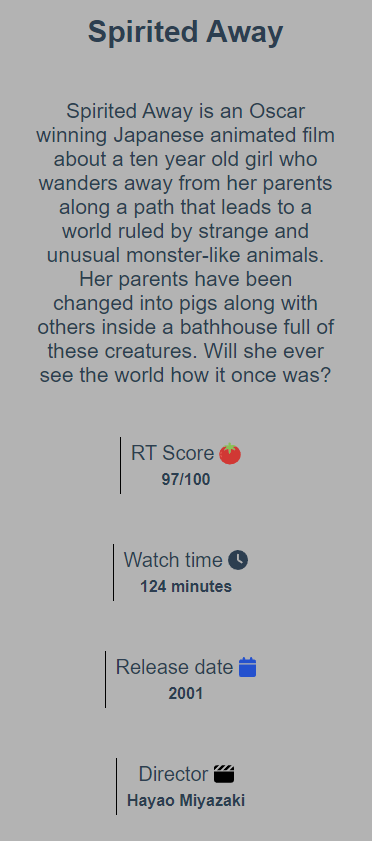 Spirited Away
Spirited Away is an Oscar
winning Japanese animated film
about a ten year old girl who
wanders away from her parents
along a path that leads to a
world ruled by strange and
unusual monster-like animals.
Her parents have been
changed into pigs along with
others inside a bathhouse full of
these creatures. Will she ever
see the world how it once was?
RT Score
97/100
Watch time
124 minutes
Release date
2001
Director
Hayao Miyazaki